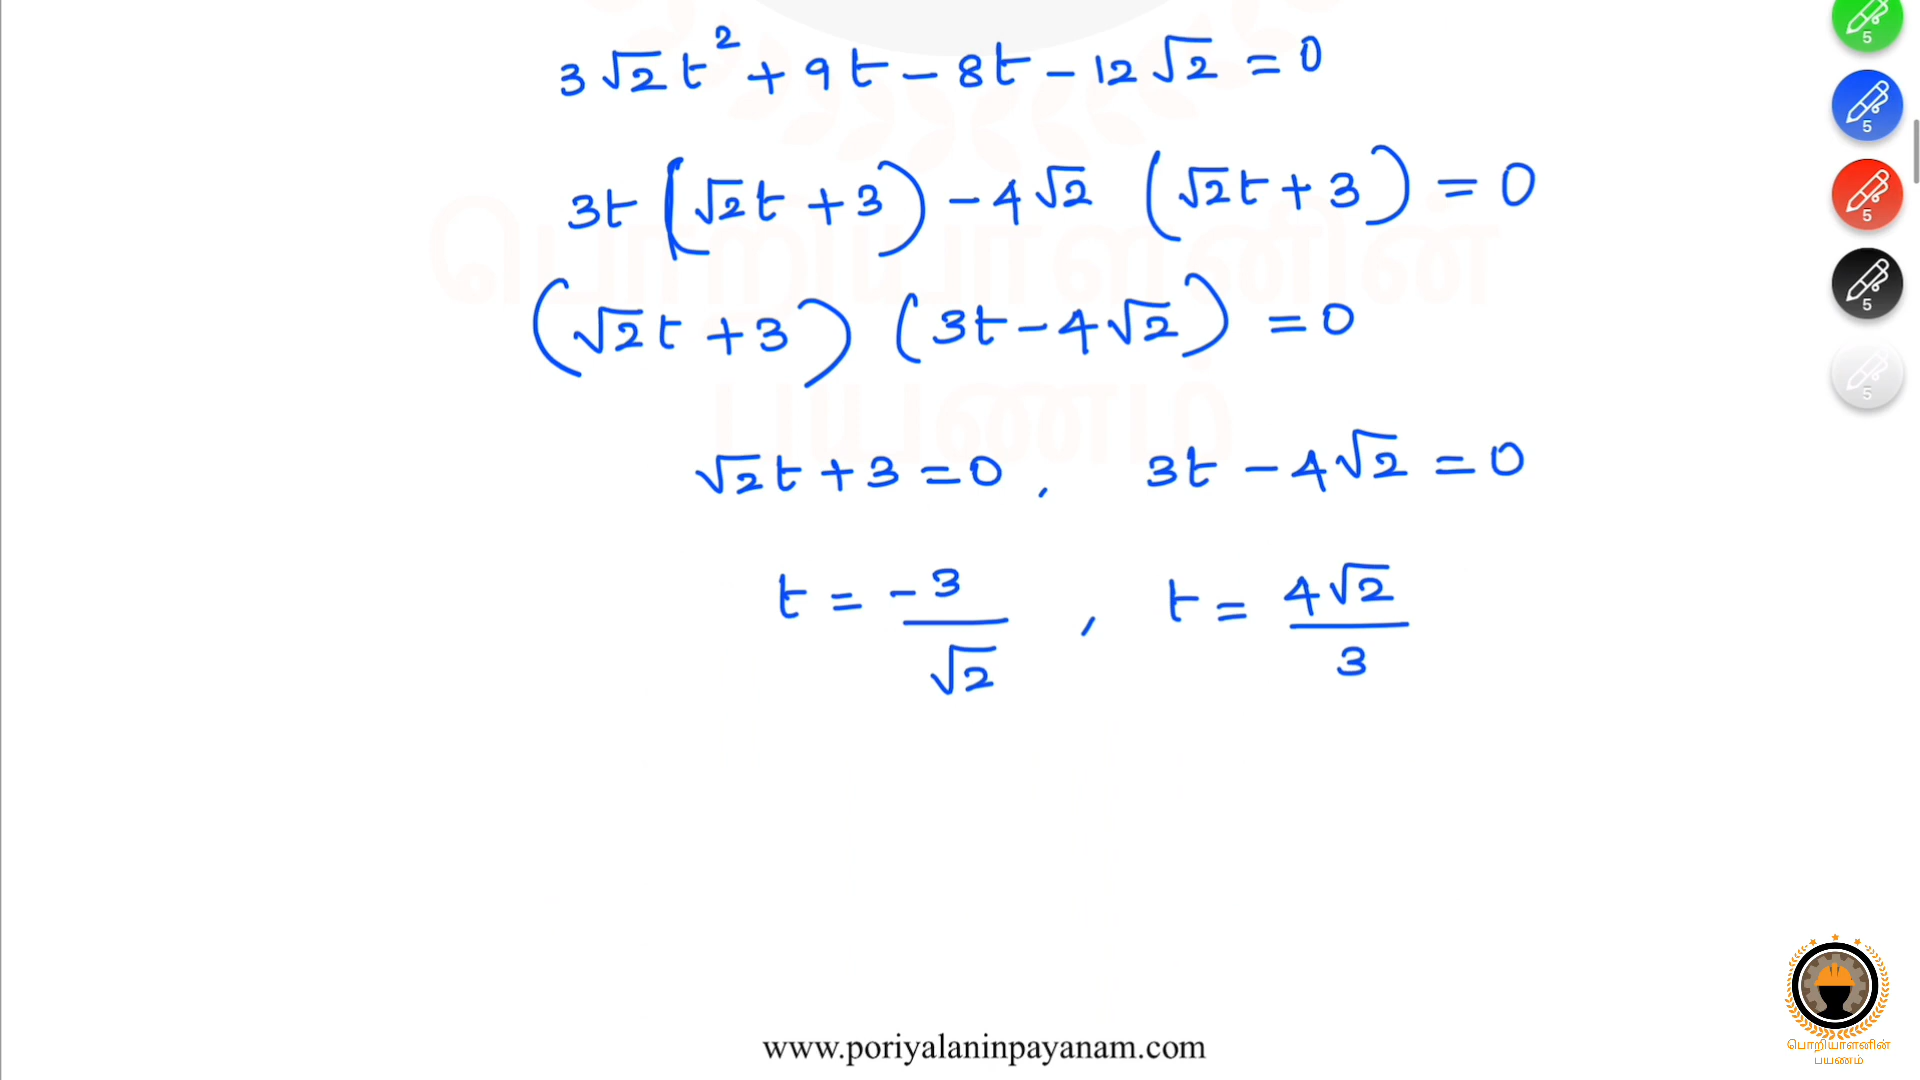 3√2t² + 9t - 8t - 12√2 = 0
5
5
3t(√2t + 3) - 4√2 (√2t + 3) = 0
5
பொறியாளனின்
5
(√2t + 3) (3t - 4√2) = 0
5
பயணம்
√2t + 3 = 0 , 3t - 4√2 = 0
t = -3/√2 , t = 4√2/3
www.poriyalaninpayanam.com
பொறியாளனின்
பயணம்